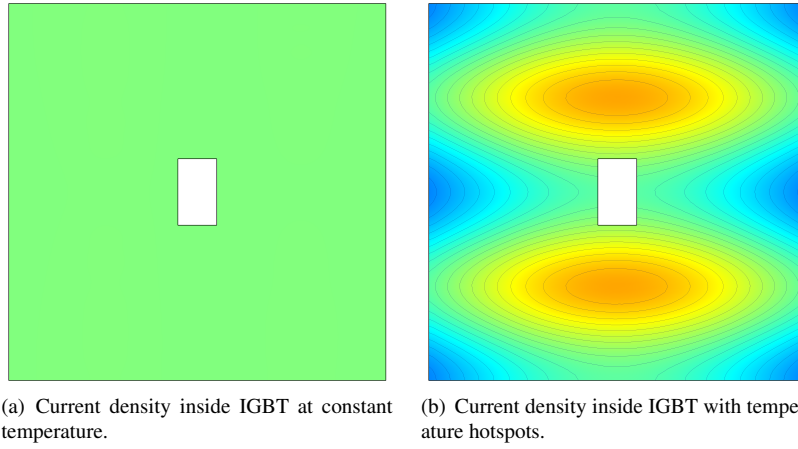 (a) Current density inside IGBT at constant
temperature.
(b) Current density inside IGBT with tempe
ature hotspots.